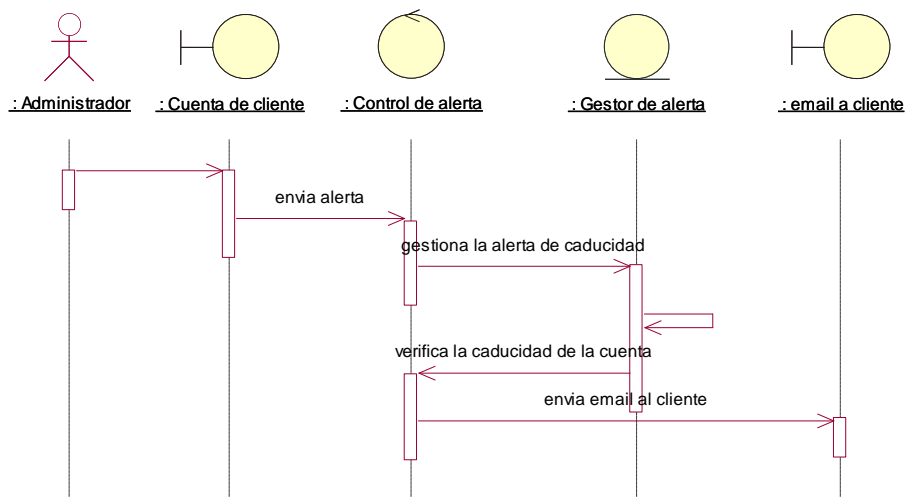 : Administrador
: Cuenta de cliente
: Control de alerta
: Gestor de alerta
: email a cliente
envia alerta
gestiona la alerta de caducidad
verifica la caducidad de la cuenta
envia email al cliente